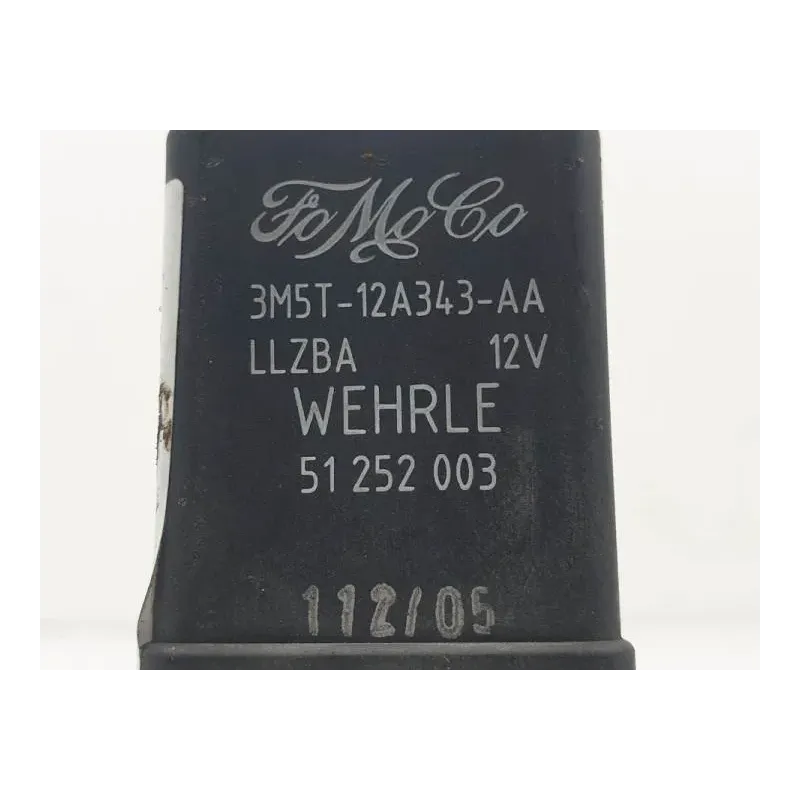 FoMoCo
3M5T-12A343-AA
LLZBA 12V
WEHRLE
51 252 003
112/05